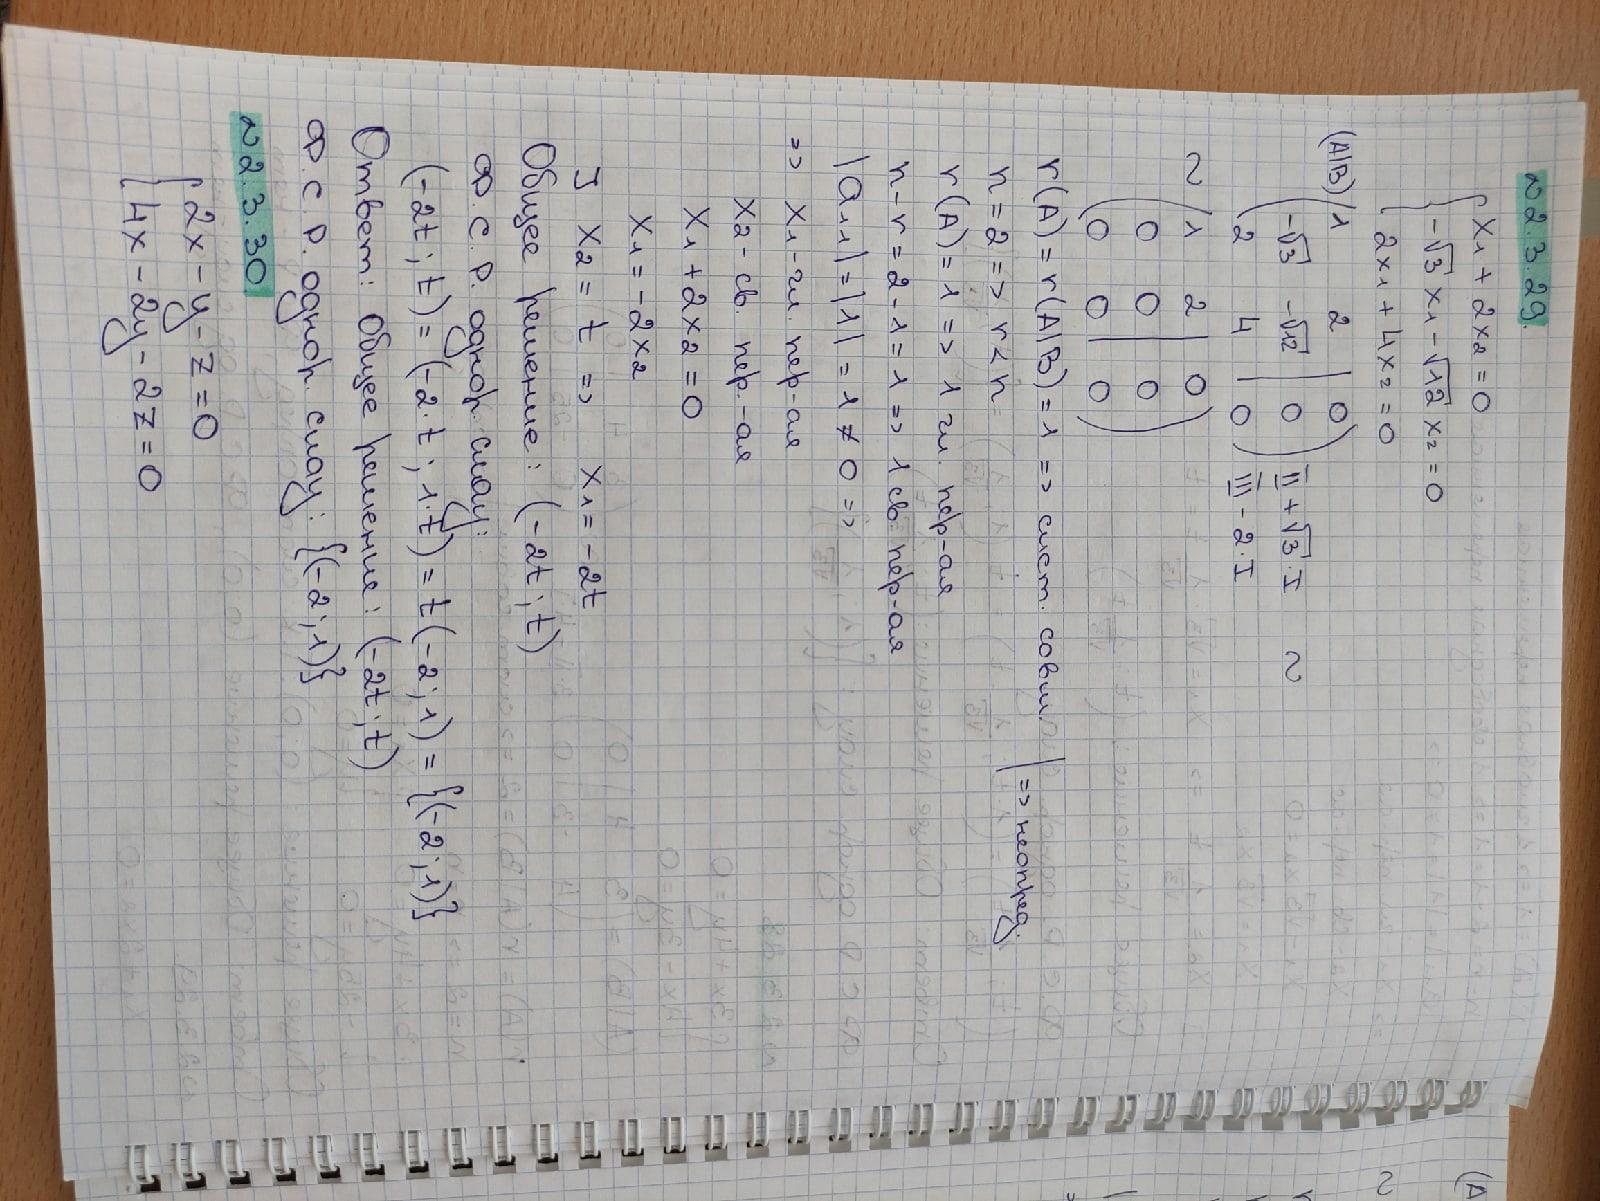 ~2.3.29.
{ x₁ + 2x₂ = 0
-√3 x₁ - √12 x₂ = 0
2x₁ + 4x₂ = 0
(A|B) ( 1 2 | 0
-√3 -√12 | 0
2 4 | 0 ) II + √3·I
III - 2·I ~
~ ( 1 2 | 0
0 0 | 0
0 0 | 0 )
r(A) = r(A|B) = 1 => сист. совм.
n = 2 => r < n | => неопред.
r(A) = 1 => 1 гл. пер-ая
n - r = 2 - 1 = 1 => 1 св. пер-ая
|a₁₁| = |1| = 1 ≠ 0 =>
=> x₁ - гл. пер-ая
x₂ - св. пер.-ая
x₁ + 2x₂ = 0
x₁ = -2x₂
] x₂ = t => x₁ = -2t
Общее решение: (-2t; t)
Ф.С.Р. однор. слау:
(-2t; t) = (-2·t; 1·t) = t(-2; 1) = {(-2; 1)}
Ответ: Общее решение: (-2t; t)
Ф.С.Р. однор. слау: {(-2; 1)}
~2.3.30
{ 2x - y - z = 0
4x - 2y - 2z = 0